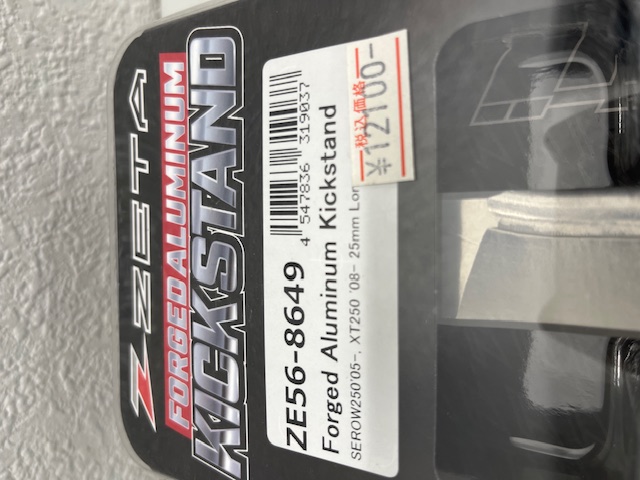 ZETA
FORGED ALUMINUM
KICKSTAND
4 547836 319037
ZE56-8649
Forged Aluminum Kickstand
SEROW250'05-, XT250 '08- 25mm Lon
税込価格
¥12100-